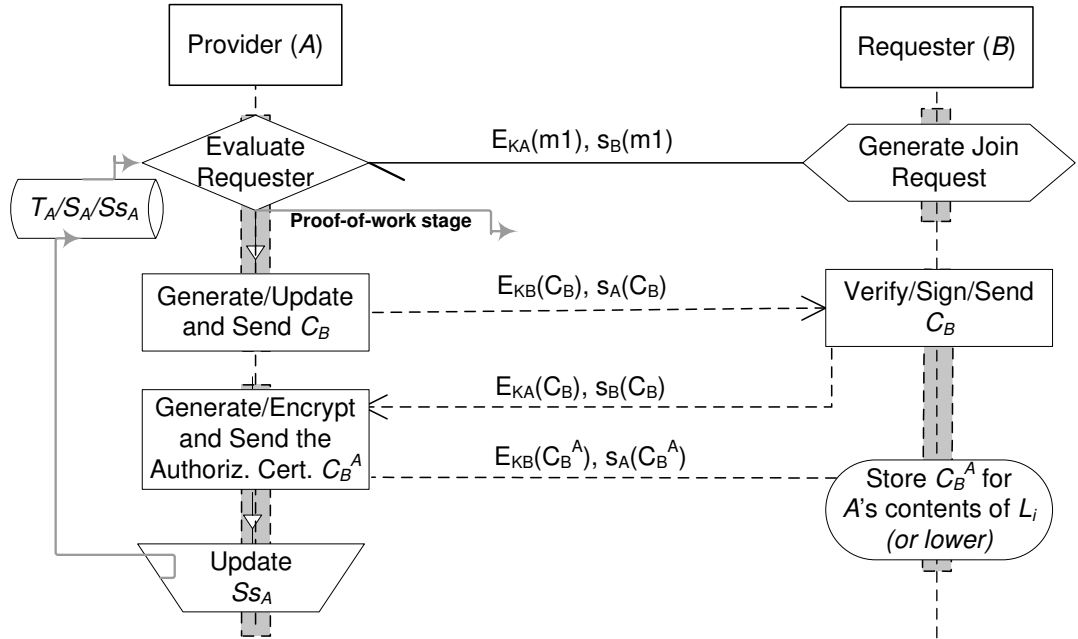 Provider (A)
Requester (B)
E_KA(m1), s_B(m1)
Evaluate
Requester
Generate Join
Request
T_A/S_A/Ss_A
Proof-of-work stage
E_KB(C_B), s_A(C_B)
Generate/Update
and Send C_B
Verify/Sign/Send
C_B
E_KA(C_B), s_B(C_B)
Generate/Encrypt
and Send the
Authoriz. Cert. C_B^A
E_KB(C_B^A), s_A(C_B^A)
Store C_B^A for
A's contents of L_i
(or lower)
Update
Ss_A